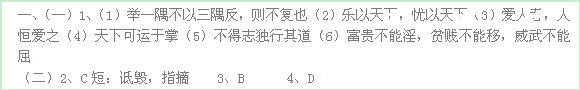 一、（一）1、（1）举一隅不以三隅反，则不复也（2）乐以天下，忧以天下（3）爱人者，人
恒爱之（4）天下可运于掌（5）不得志独行其道（6）富贵不能淫，贫贱不能移，威武不能
屈
（二）2、C 短：诋毁，指摘  3、B  4、D